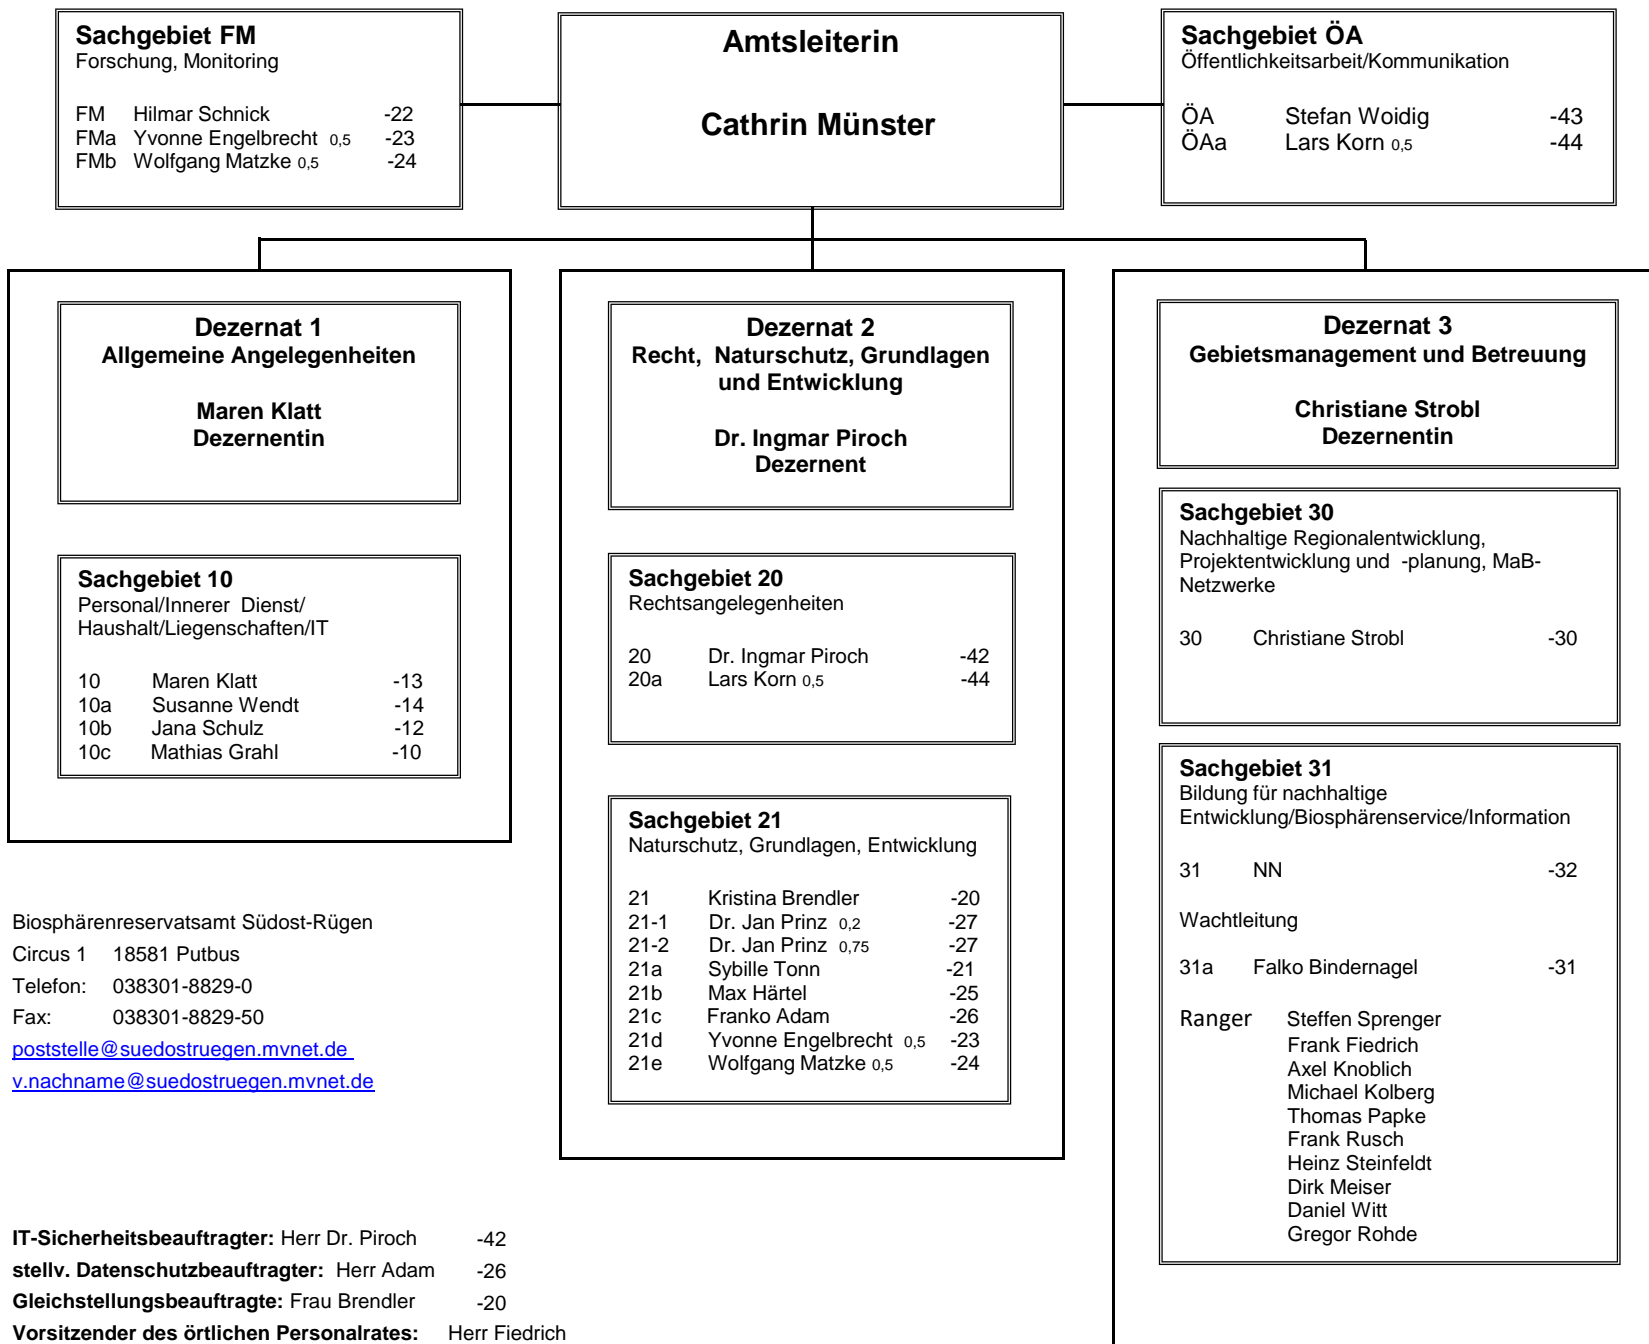 Sachgebiet FM
Forschung, Monitoring
FM Hilmar Schnick -22
FMa Yvonne Engelbrecht 0,5 -23
FMb Wolfgang Matzke 0,5 -24
Amtsleiterin
Cathrin Münster
Sachgebiet ÖA
Öffentlichkeitsarbeit/Kommunikation
ÖA Stefan Woidig -43
ÖAa Lars Korn 0,5 -44
Dezernat 1
Allgemeine Angelegenheiten
Maren Klatt
Dezernentin
Sachgebiet 10
Personal/Innerer Dienst/
Haushalt/Liegenschaften/IT
10 Maren Klatt -13
10a Susanne Wendt -14
10b Jana Schulz -12
10c Mathias Grahl -10
Dezernat 2
Recht, Naturschutz, Grundlagen
und Entwicklung
Dr. Ingmar Piroch
Dezernent
Sachgebiet 20
Rechtsangelegenheiten
20 Dr. Ingmar Piroch -42
20a Lars Korn 0,5 -44
Sachgebiet 21
Naturschutz, Grundlagen, Entwicklung
21 Kristina Brendler -20
21-1 Dr. Jan Prinz 0,2 -27
21-2 Dr. Jan Prinz 0,75 -27
21a Sybille Tonn -21
21b Max Härtel -25
21c Franko Adam -26
21d Yvonne Engelbrecht 0,5 -23
21e Wolfgang Matzke 0,5 -24
Dezernat 3
Gebietsmanagement und Betreuung
Christiane Strobl
Dezernentin
Sachgebiet 30
Nachhaltige Regionalentwicklung,
Projektentwicklung und -planung, MaB-
Netzwerke
30 Christiane Strobl -30
Sachgebiet 31
Bildung für nachhaltige
Entwicklung/Biosphärenservice/Information
31 NN -32
Wachtleitung
31a Falko Bindernagel -31
Ranger Steffen Sprenger
Frank Fiedrich
Axel Knoblich
Michael Kolberg
Thomas Papke
Frank Rusch
Heinz Steinfeldt
Dirk Meiser
Daniel Witt
Gregor Rohde
Biosphärenreservatsamt Südost-Rügen
Circus 1 18581 Putbus
Telefon: 038301-8829-0
Fax: 038301-8829-50
poststelle@suedostruegen.mvnet.de
v.nachname@suedostruegen.mvnet.de
IT-Sicherheitsbeauftragter: Herr Dr. Piroch -42
stellv. Datenschutzbeauftragter: Herr Adam -26
Gleichstellungsbeauftragte: Frau Brendler -20
Vorsitzender des örtlichen Personalrates: Herr Fiedrich